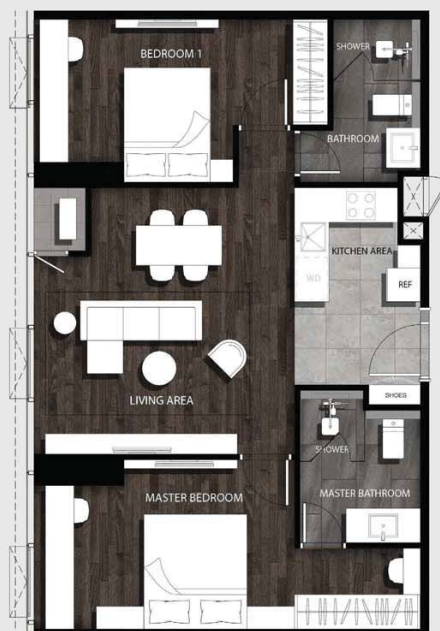 BEDROOM 1
SHOWER
BATHROOM
KITCHEN AREA
WD
REF
SHOES
LIVING AREA
SHOWER
MASTER BEDROOM
MASTER BATHROOM